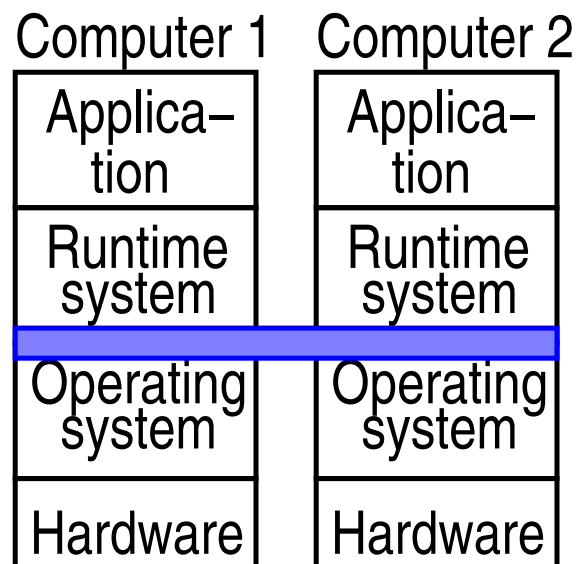 Computer 1 Computer 2
Applica– Applica–
tion tion
Runtime Runtime
system system
Operating Operating
system system
Hardware Hardware